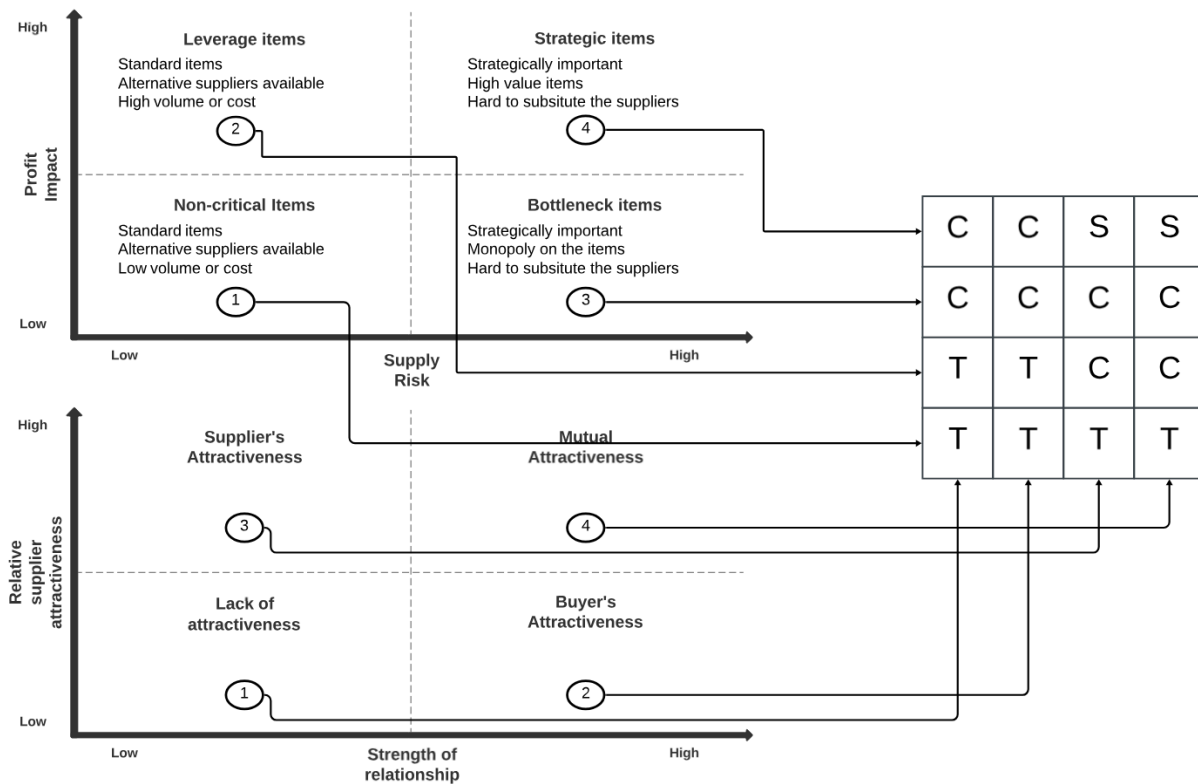 High
Leverage items
Standard items
Alternative suppliers available
High volume or cost
2
Strategic items
Strategically important
High value items
Hard to subsitute the suppliers
4
Profit
Impact
Non-critical Items
Standard items
Alternative suppliers available
Low volume or cost
1
Bottleneck items
Strategically important
Monopoly on the items
Hard to subsitute the suppliers
3
Low
Low
Supply
Risk
High
C C S S
C C C C
T T C C
T T T T
High
Supplier's
Attractiveness
3
Mutual
Attractiveness
4
Relative
supplier
attractiveness
Lack of
attractiveness
1
Buyer's
Attractiveness
2
Low
Low
Strength of
relationship
High